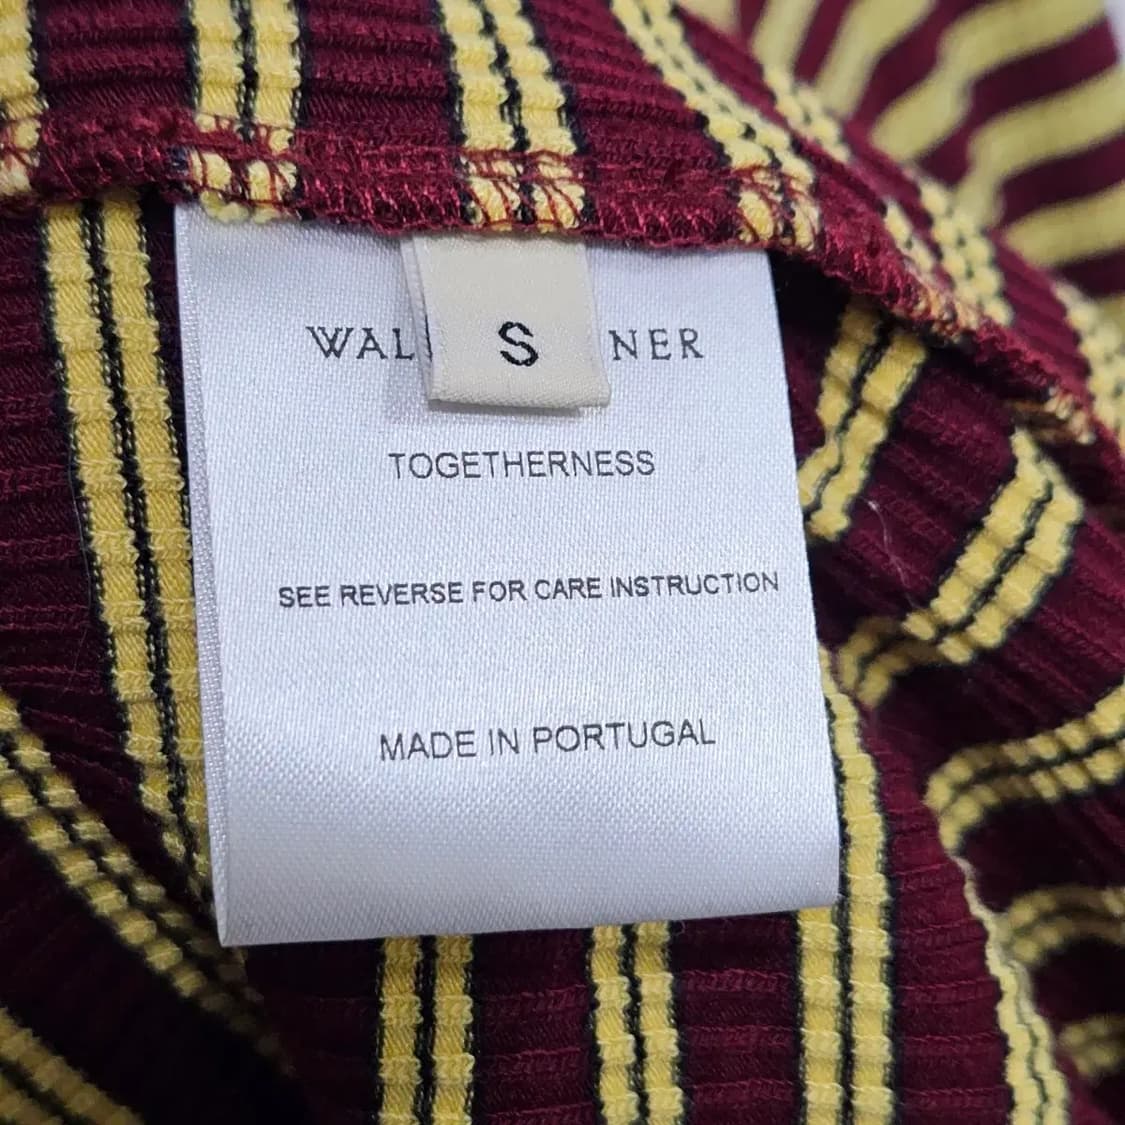 WAL NER
S
TOGETHERNESS
SEE REVERSE FOR CARE INSTRUCTION
MADE IN PORTUGAL